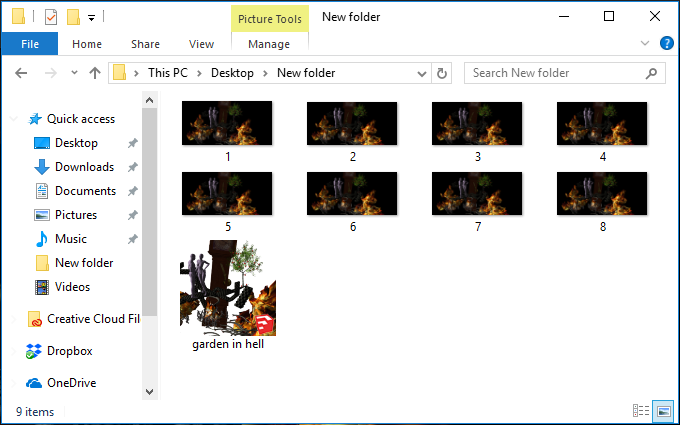 Picture Tools New folder
File Home Share View Manage
This PC Desktop New folder Search New folder
Quick access
Desktop
Downloads
Documents
Pictures
Music
New folder
Videos
Creative Cloud Fil
Dropbox
OneDrive
1 2 3 4
5 6 7 8
garden in hell
9 items